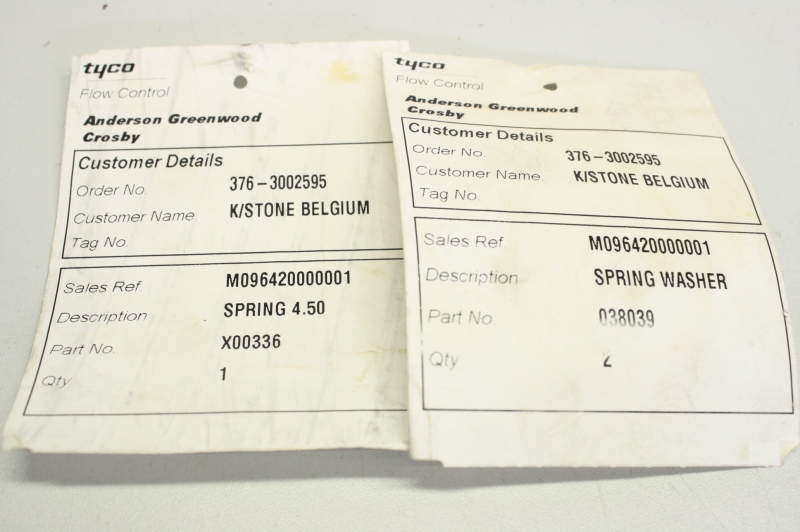 tyco
Flow Control
Anderson Greenwood
Crosby
Customer Details
Order No. 376-3002595
Customer Name. K/STONE BELGIUM
Tag No.
Sales Ref. M096420000001
Description SPRING 4.50
Part No. X00336
Qty 1
tyco
Flow Control
Anderson Greenwood
Crosby
Customer Details
Order No. 376-3002595
Customer Name. K/STONE BELGIUM
Tag No.
Sales Ref. M096420000001
Description SPRING WASHER
Part No. 038039
Qty 2